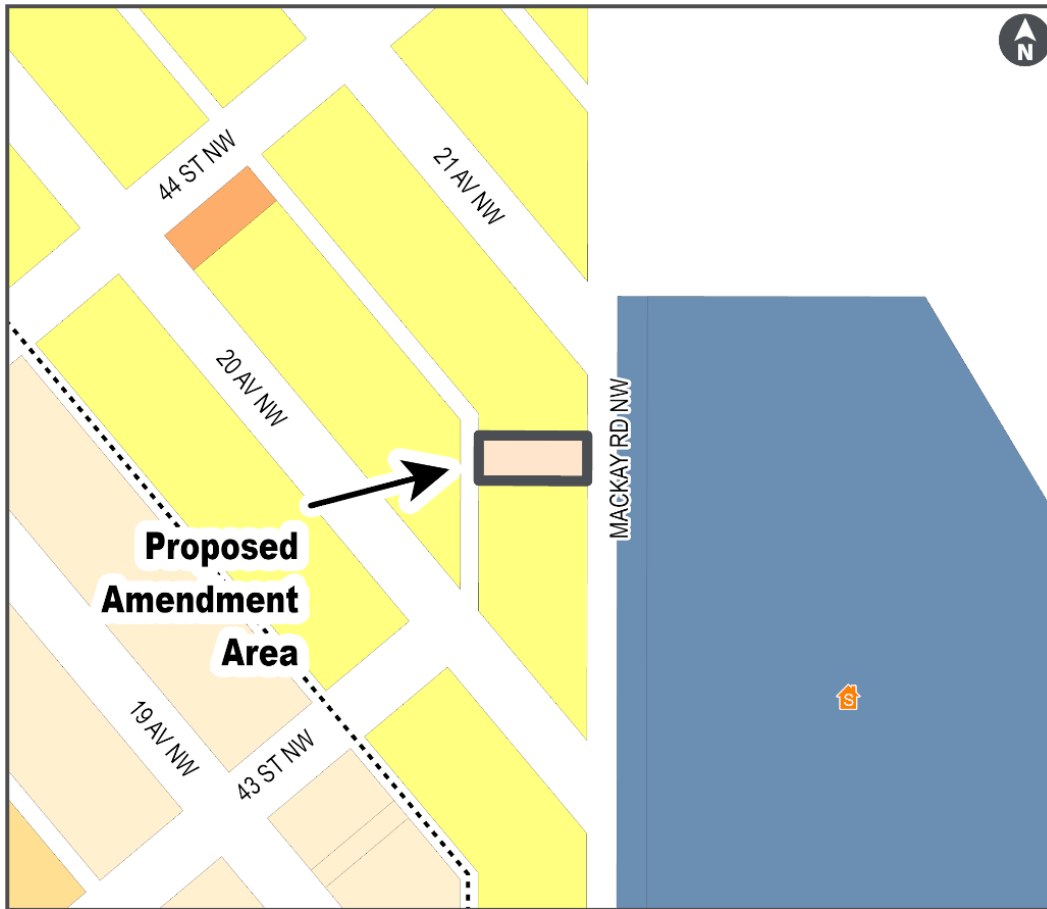 N
44 ST NW
21 AV NW
20 AV NW
MACKAY RD NW
Proposed
Amendment
Area
S
19 AV NW
43 ST NW